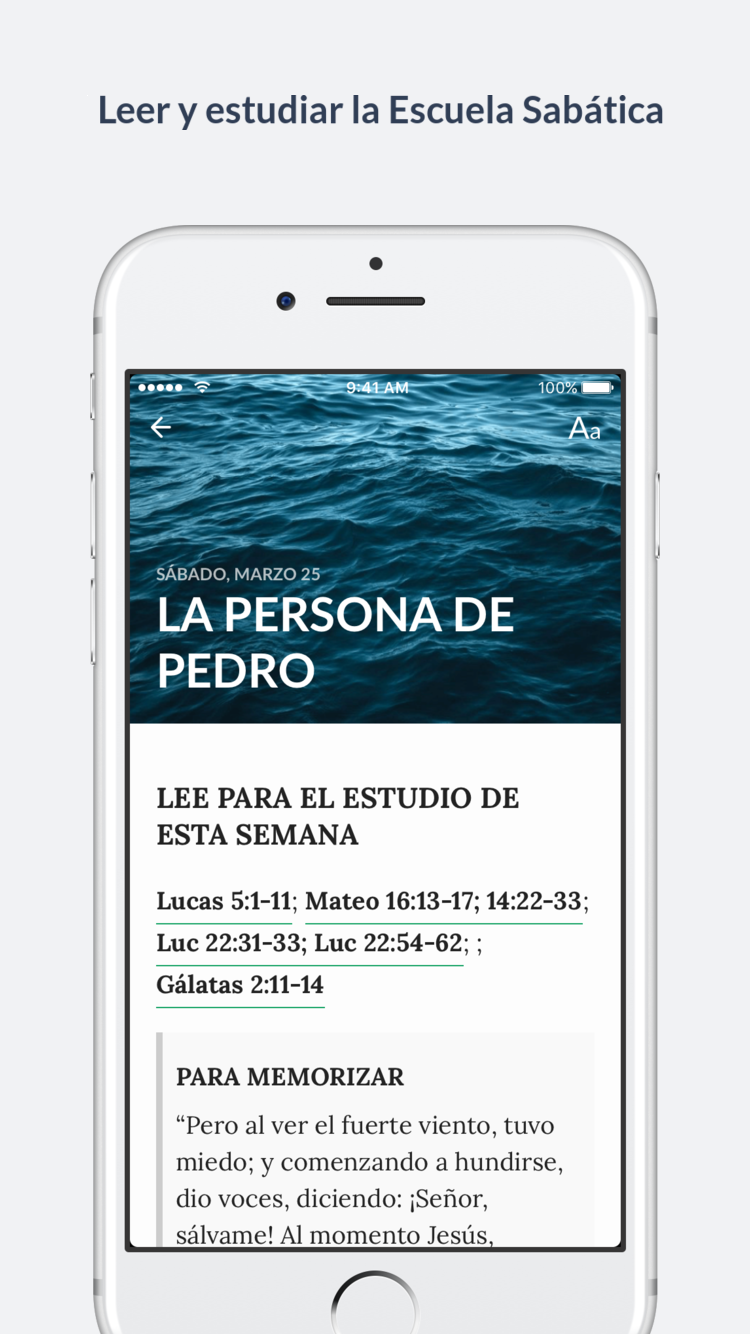 Leer y estudiar la Escuela Sabática
9:41 AM
100%
Aa
SÁBADO, MARZO 25
LA PERSONA DE
PEDRO
LEE PARA EL ESTUDIO DE
ESTA SEMANA
Lucas 5:1-11; Mateo 16:13-17; 14:22-33;
Luc 22:31-33; Luc 22:54-62; ;
Gálatas 2:11-14
PARA MEMORIZAR
“Pero al ver el fuerte viento, tuvo
miedo; y comenzando a hundirse,
dio voces, diciendo: ¡Señor,
sálvame! Al momento Jesús,